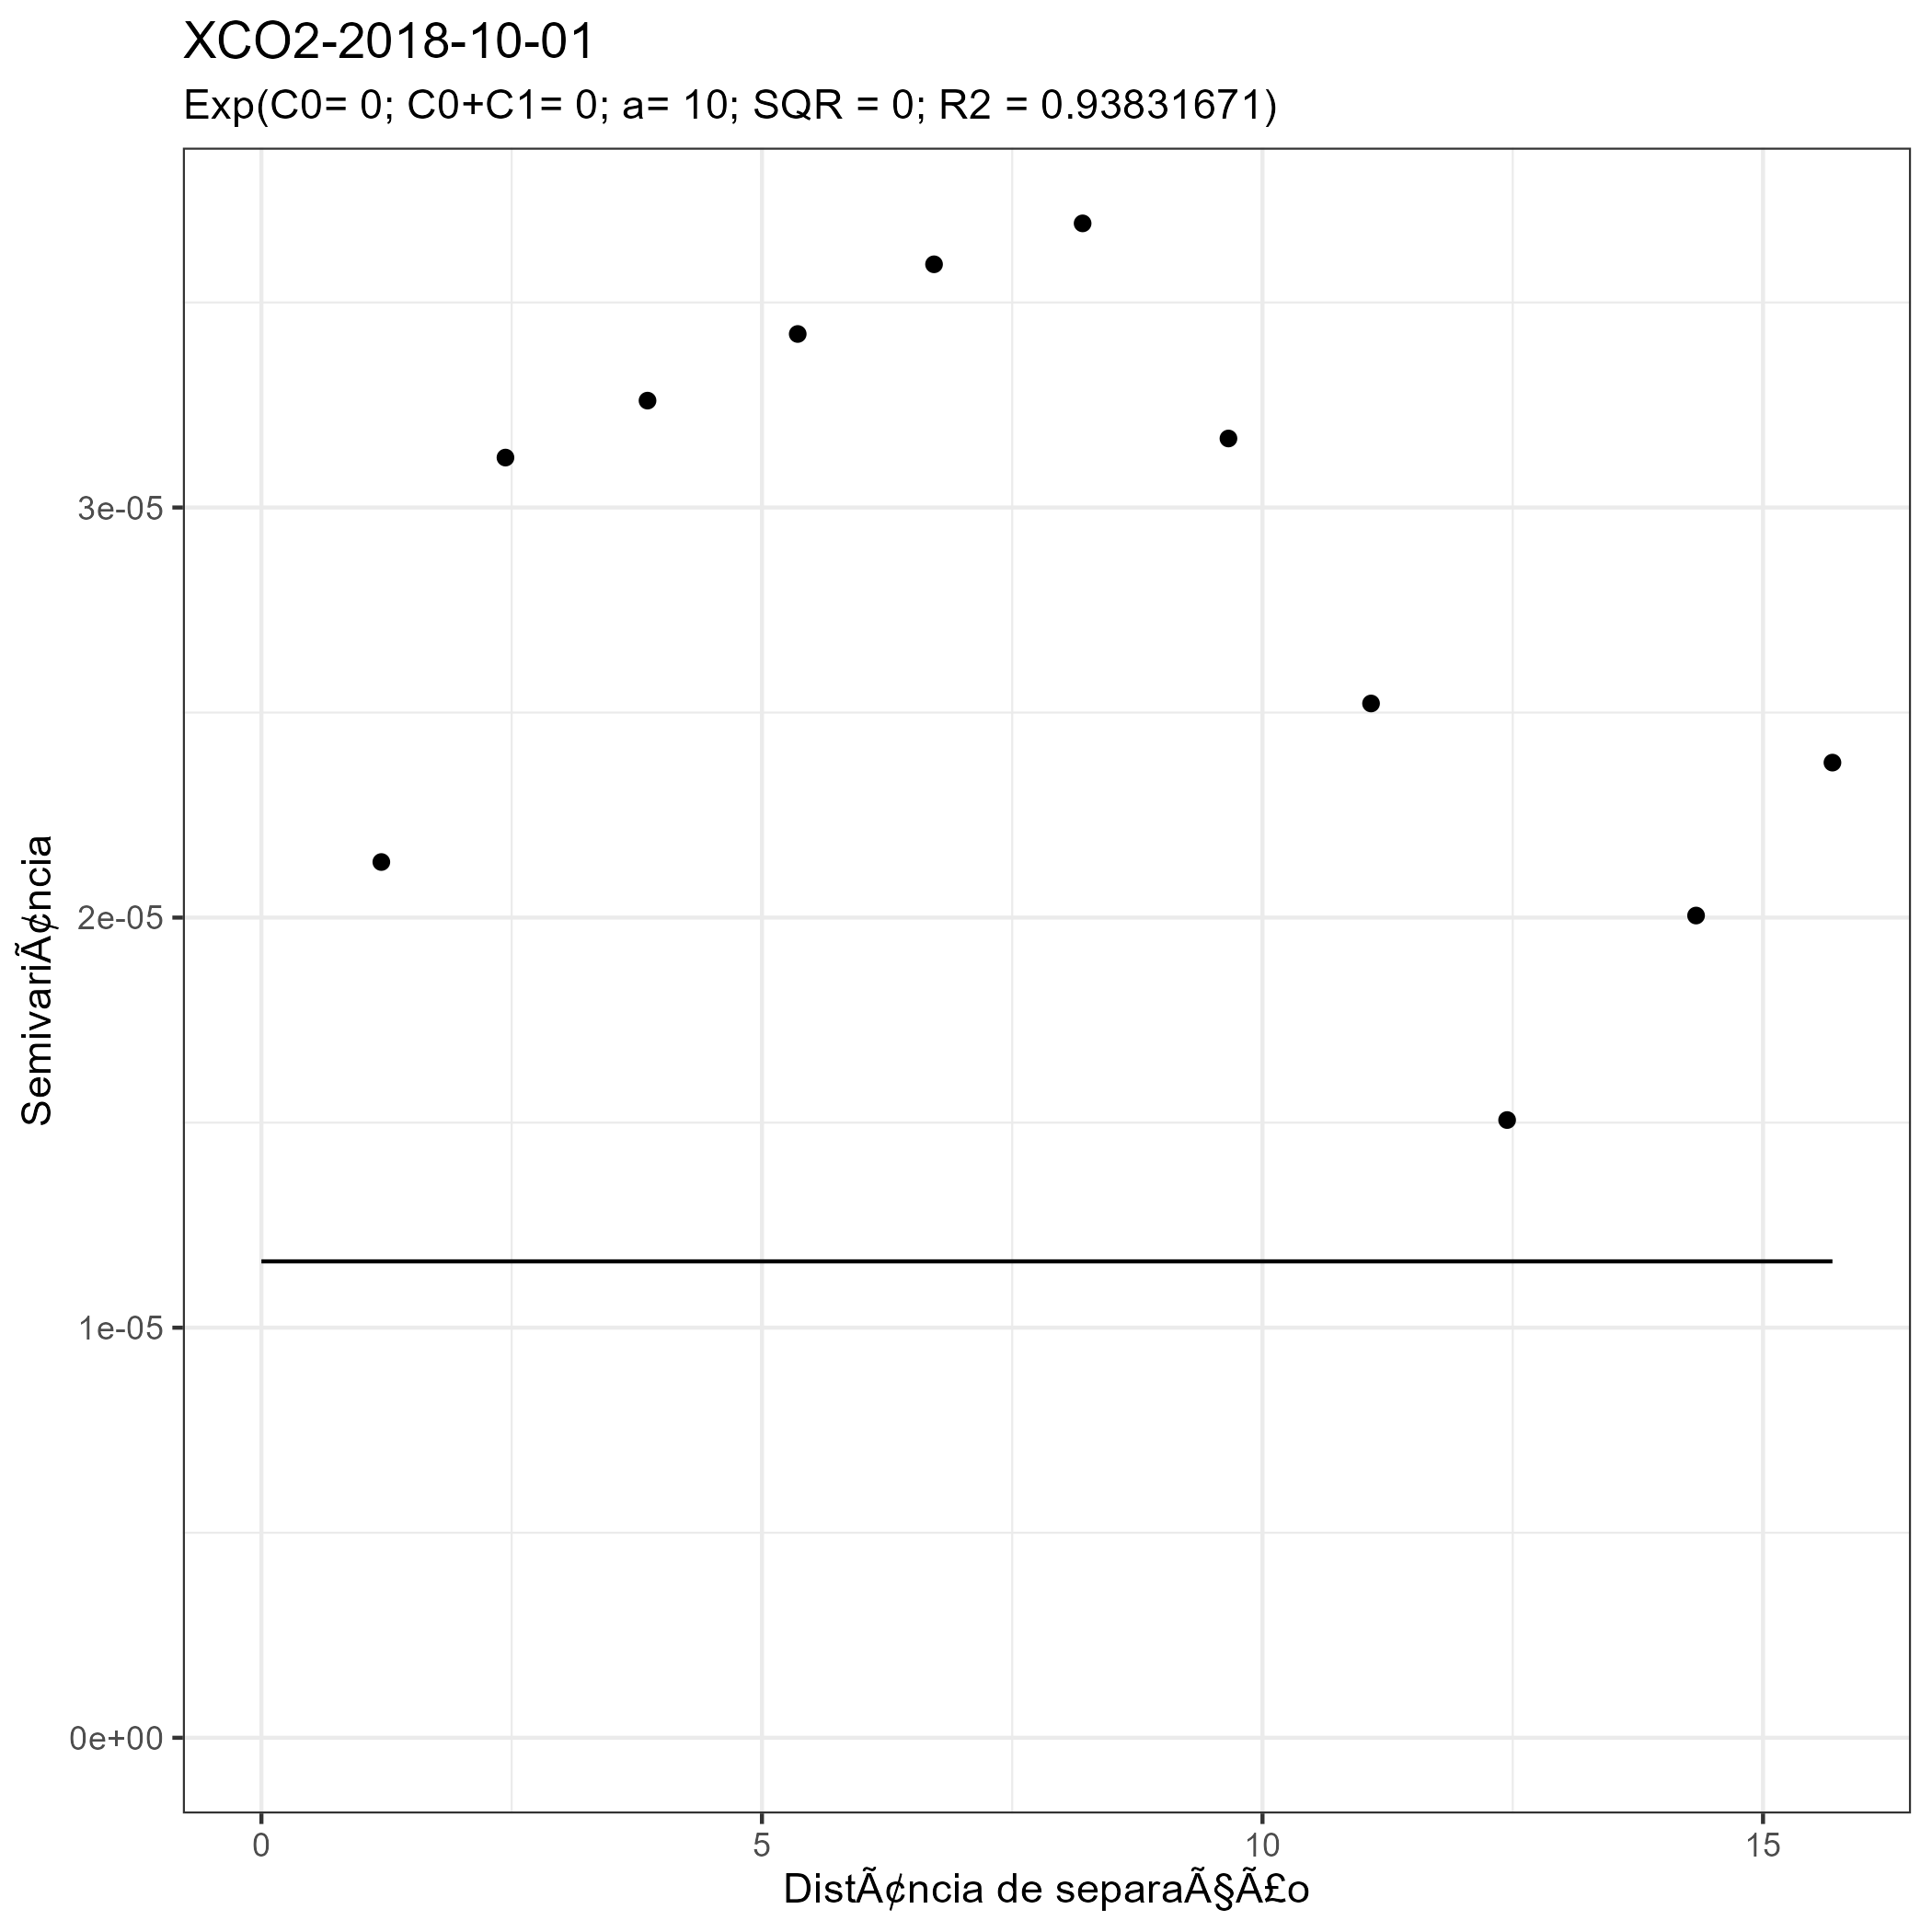 XCO2-2018-10-01
Exp(C0= 0; C0+C1= 0; a= 10; SQR = 0; R2 = 0.93831671)
SemivariÃ¢ncia
3e-05
2e-05
1e-05
0e+00
0 5 10 15
DistÃ¢ncia de separaÃ§Ã£o